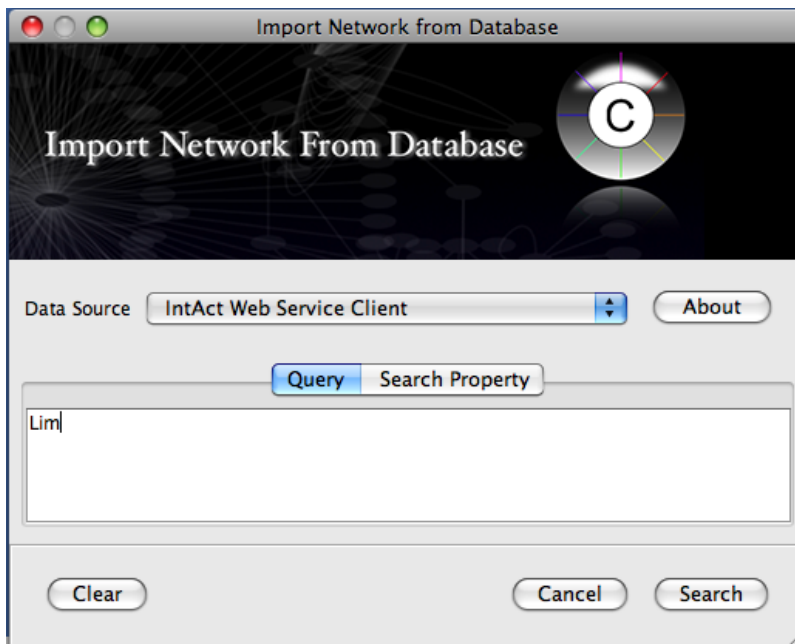 Import Network from Database
C
Import Network From Database
Data Source IntAct Web Service Client About
Query Search Property
Lim
Clear Cancel Search